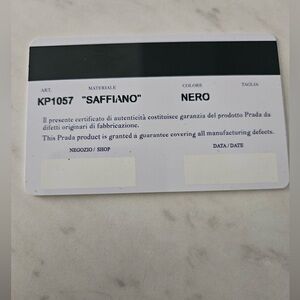 ART. MATERIALE COLORE TAGLIA
KP1057 "SAFFIANO" NERO
Il presente certificato di autenticità costituisce garanzia del prodotto Prada da
difetti originari di fabbricazione.
This Prada product is granted a guarantee covering all manufacturing defects.
NEGOZIO / SHOP DATA / DATE